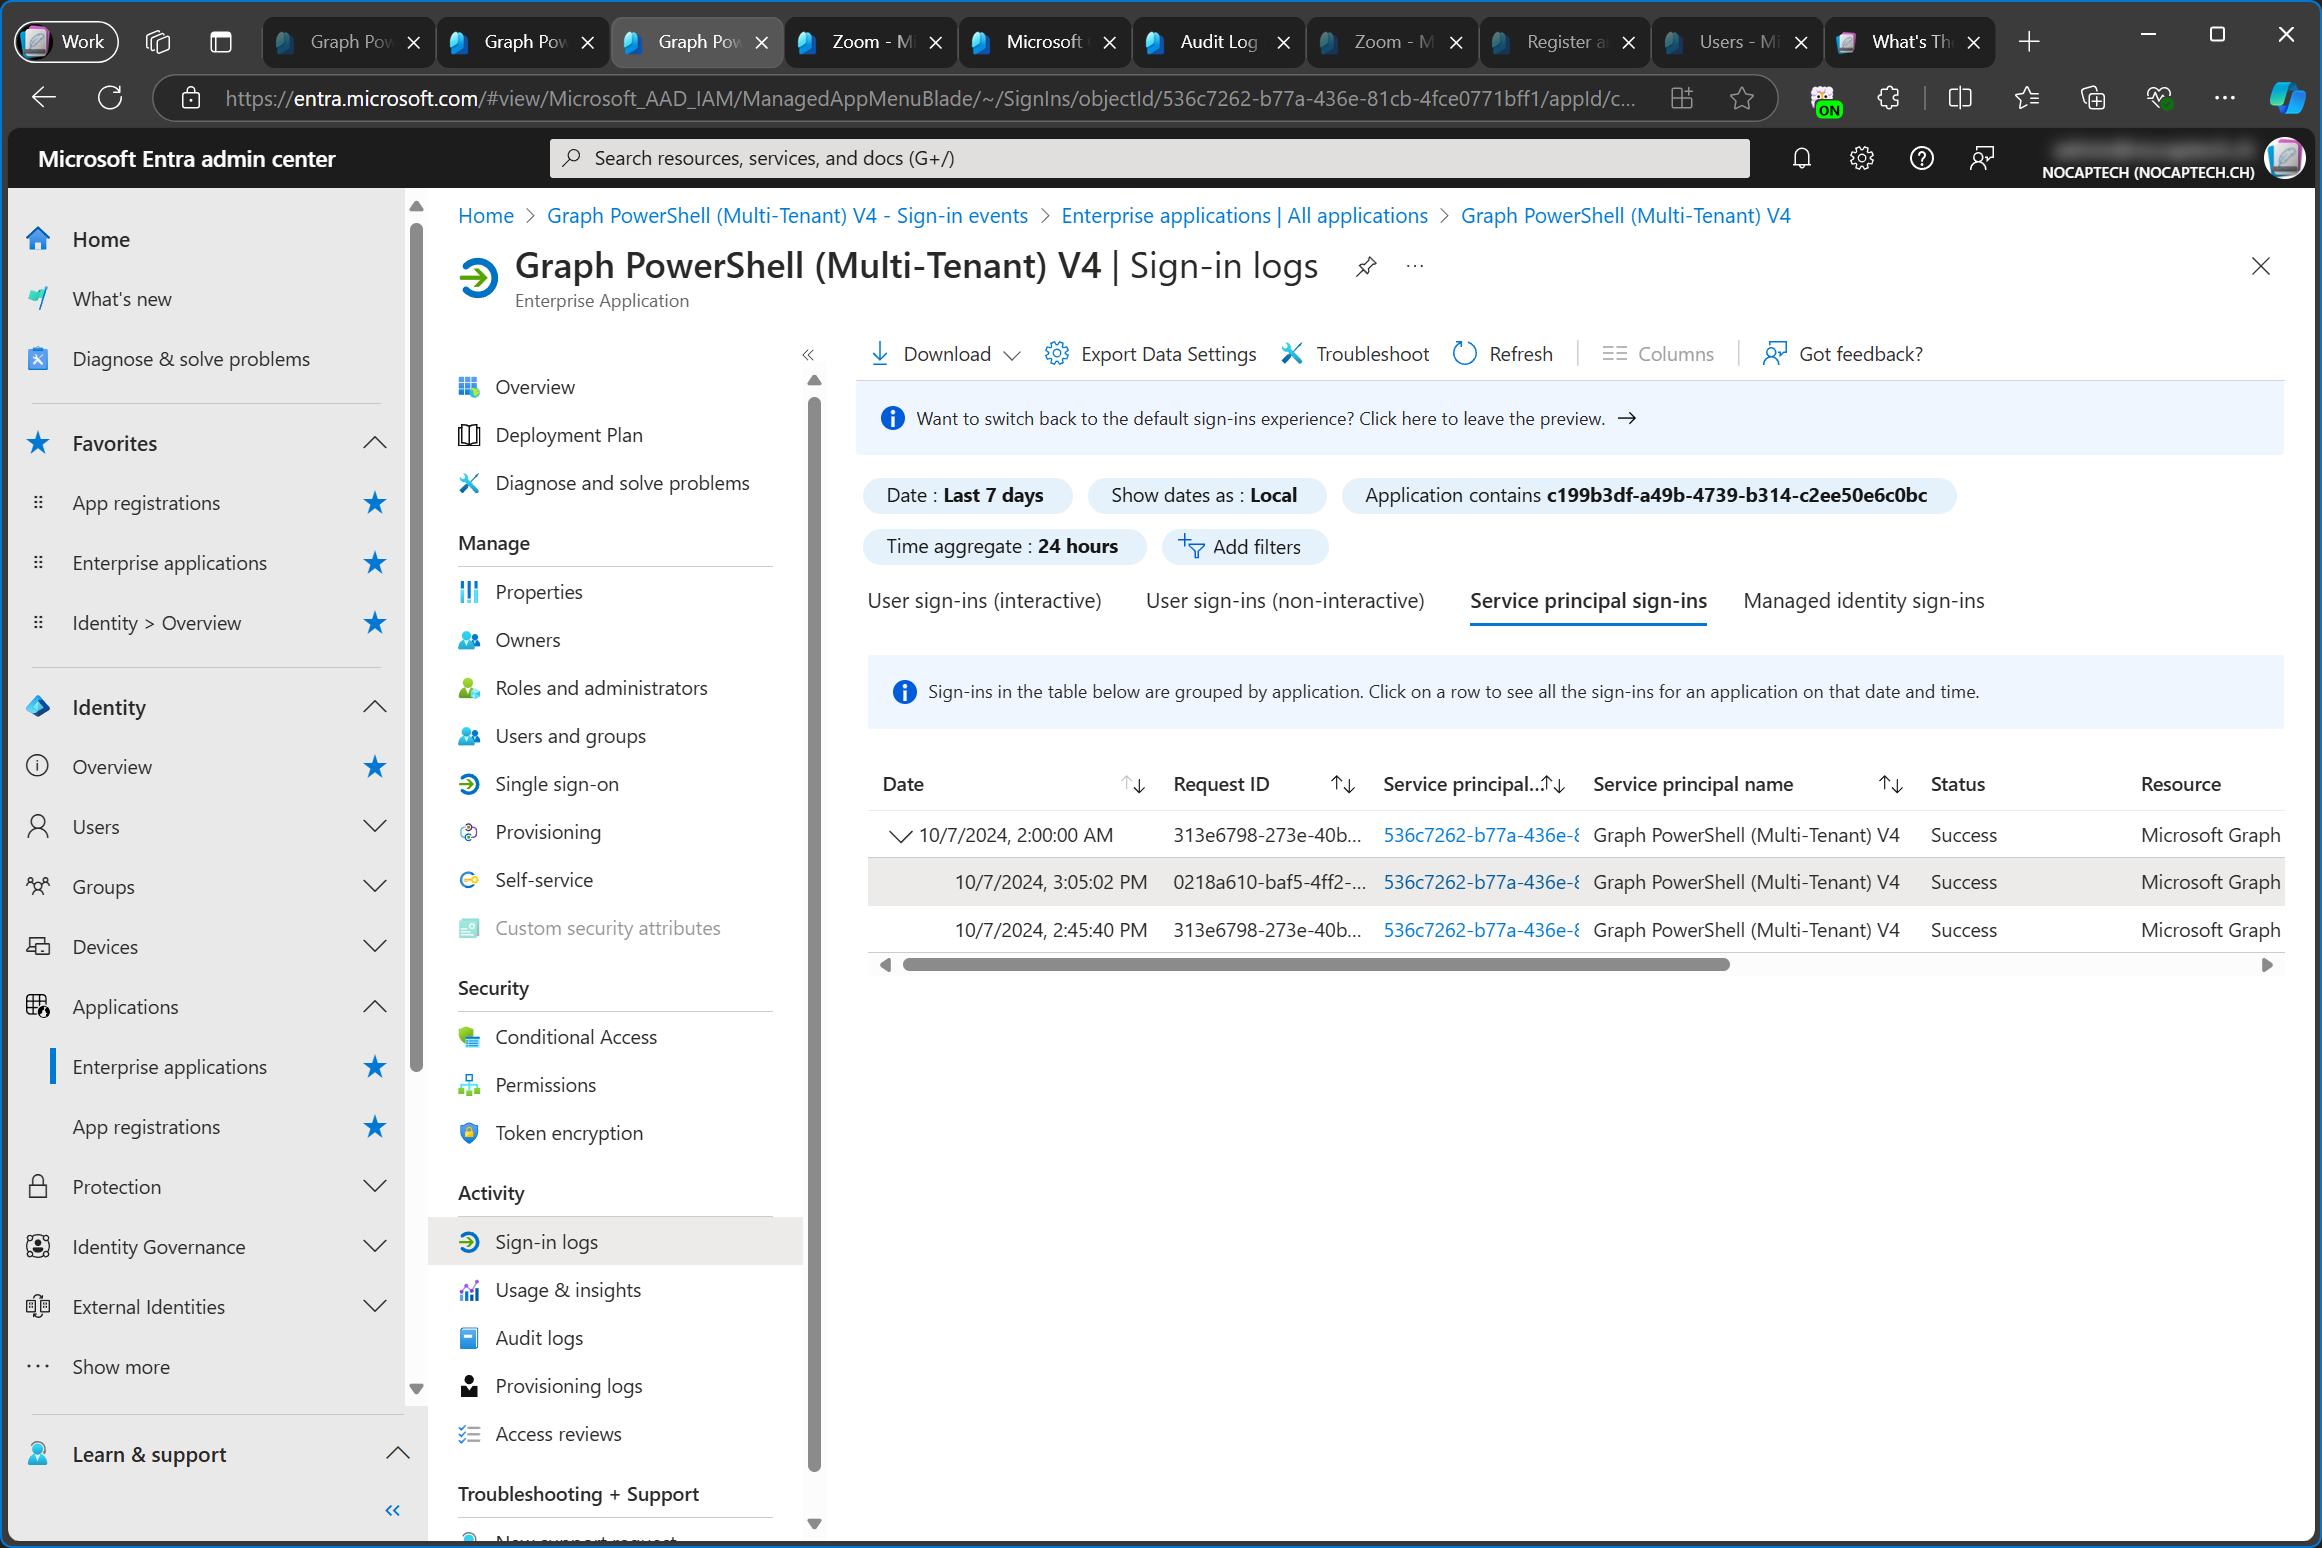 Work
Graph Pow
Graph Pow
Graph Pow
Zoom - Mi
Microsoft
Audit Log
Zoom - M
Register a
Users - Mi
What's Th
https://entra.microsoft.com/#view/Microsoft_AAD_IAM/ManagedAppMenuBlade/~/SignIns/objectId/536c7262-b77a-436e-81cb-4fce0771bff1/appId/c...
ON
Microsoft Entra admin center
Search resources, services, and docs (G+/)
NOCAPTECH (NOCAPTECH.CH)
Home
What's new
Diagnose & solve problems
Favorites
App registrations
Enterprise applications
Identity > Overview
Identity
Overview
Users
Groups
Devices
Applications
Enterprise applications
App registrations
Protection
Identity Governance
External Identities
Show more
Learn & support
Home > Graph PowerShell (Multi-Tenant) V4 - Sign-in events > Enterprise applications | All applications > Graph PowerShell (Multi-Tenant) V4
Graph PowerShell (Multi-Tenant) V4 | Sign-in logs
Enterprise Application
Overview
Deployment Plan
Diagnose and solve problems
Manage
Properties
Owners
Roles and administrators
Users and groups
Single sign-on
Provisioning
Self-service
Custom security attributes
Security
Conditional Access
Permissions
Token encryption
Activity
Sign-in logs
Usage & insights
Audit logs
Provisioning logs
Access reviews
Troubleshooting + Support
New support request
Download Export Data Settings Troubleshoot Refresh Columns Got feedback?
Want to switch back to the default sign-ins experience? Click here to leave the preview. →
Date : Last 7 days Show dates as : Local Application contains c199b3df-a49b-4739-b314-c2ee50e6c0bc
Time aggregate : 24 hours Add filters
User sign-ins (interactive) User sign-ins (non-interactive) Service principal sign-ins Managed identity sign-ins
Sign-ins in the table below are grouped by application. Click on a row to see all the sign-ins for an application on that date and time.
Date Request ID Service principal... Service principal name Status Resource
10/7/2024, 2:00:00 AM 313e6798-273e-40b... 536c7262-b77a-436e-8 Graph PowerShell (Multi-Tenant) V4 Success Microsoft Graph
10/7/2024, 3:05:02 PM 0218a610-baf5-4ff2-... 536c7262-b77a-436e-8 Graph PowerShell (Multi-Tenant) V4 Success Microsoft Graph
10/7/2024, 2:45:40 PM 313e6798-273e-40b... 536c7262-b77a-436e-8 Graph PowerShell (Multi-Tenant) V4 Success Microsoft Graph